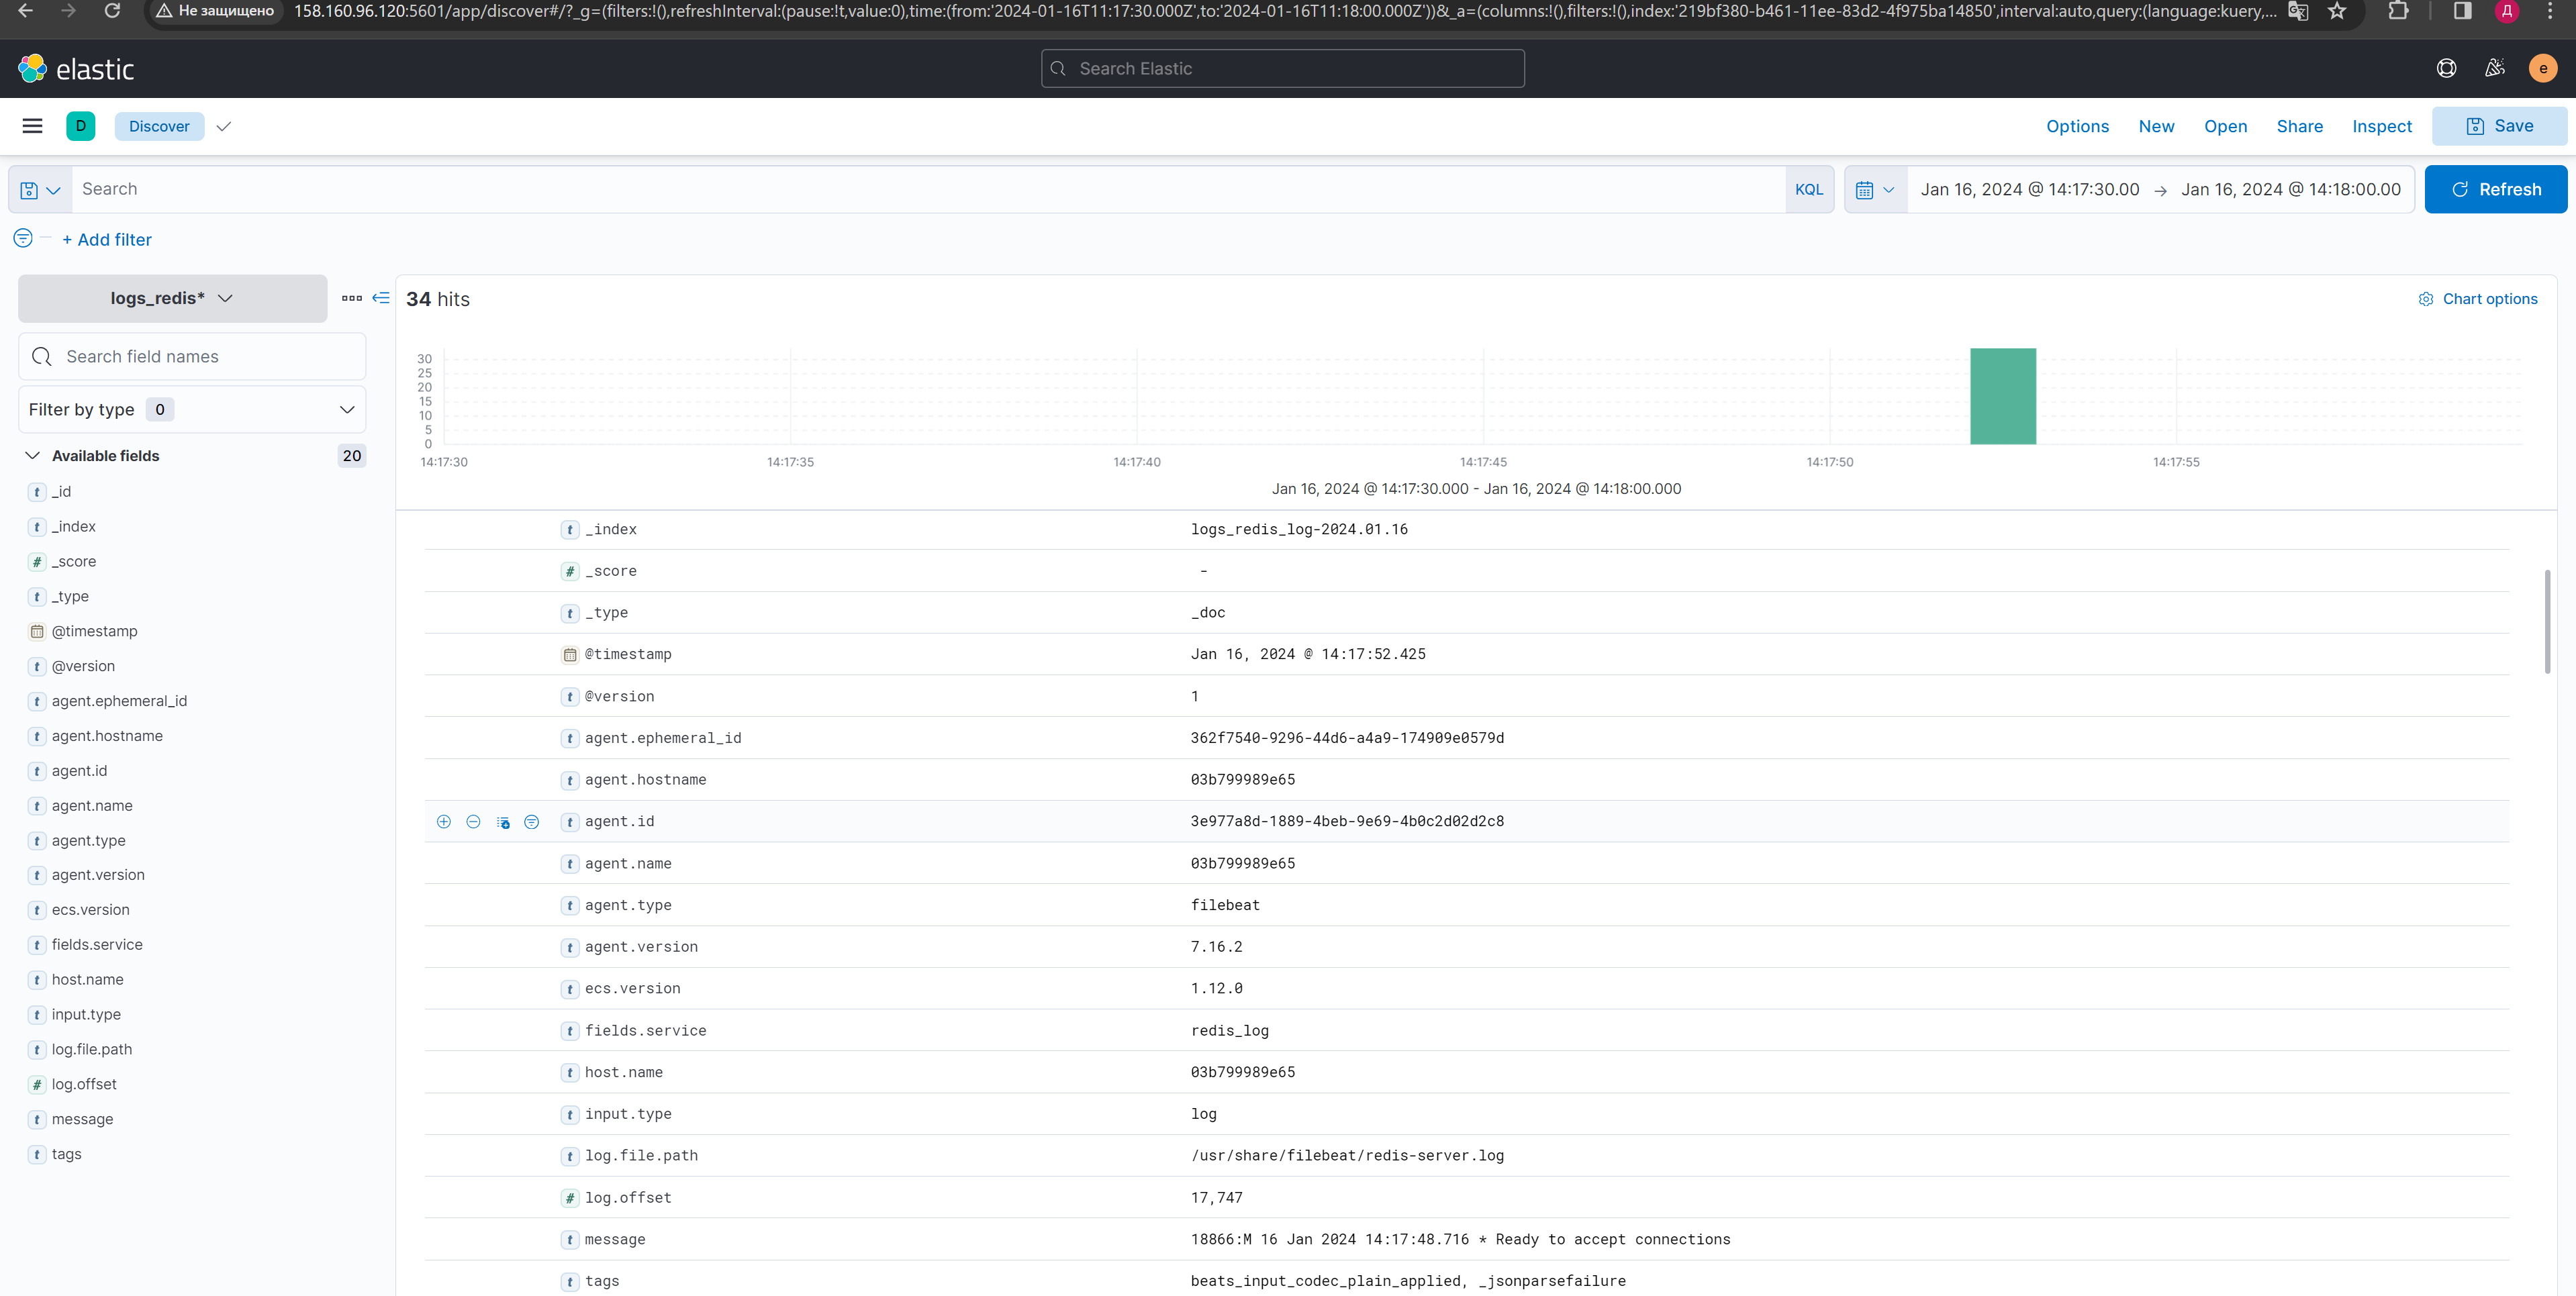 Не защищено
158.160.96.120:5601/app/discover#/?_g=(filters:!(),refreshInterval:(pause:!t,value:0),time:(from:'2024-01-16T11:17:30.000Z',to:'2024-01-16T11:18:00.000Z'))&_a=(columns:!(),filters:!(),index:'219bf380-b461-11ee-83d2-4f975ba14850',interval:auto,query:(language:kuery,...
Д
elastic
Search Elastic
e
D
Discover
Options
New
Open
Share
Inspect
Save
Search
KQL
Jan 16, 2024 @ 14:17:30.00 → Jan 16, 2024 @ 14:18:00.00
Refresh
+ Add filter
logs_redis*
Search field names
Filter by type 0
Available fields 20
t _id
t _index
# _score
t _type
@timestamp
t @version
t agent.ephemeral_id
t agent.hostname
t agent.id
t agent.name
t agent.type
t agent.version
t ecs.version
t fields.service
t host.name
t input.type
t log.file.path
# log.offset
t message
t tags
34 hits
Chart options
30
25
20
15
10
5
0
14:17:30 14:17:35 14:17:40 14:17:45 14:17:50 14:17:55
Jan 16, 2024 @ 14:17:30.000 - Jan 16, 2024 @ 14:18:00.000
t _index logs_redis_log-2024.01.16
# _score -
t _type _doc
@timestamp Jan 16, 2024 @ 14:17:52.425
t @version 1
t agent.ephemeral_id 362f7540-9296-44d6-a4a9-174909e0579d
t agent.hostname 03b799989e65
t agent.id 3e977a8d-1889-4beb-9e69-4b0c2d02d2c8
t agent.name 03b799989e65
t agent.type filebeat
t agent.version 7.16.2
t ecs.version 1.12.0
t fields.service redis_log
t host.name 03b799989e65
t input.type log
t log.file.path /usr/share/filebeat/redis-server.log
# log.offset 17,747
t message 18866:M 16 Jan 2024 14:17:48.716 * Ready to accept connections
t tags beats_input_codec_plain_applied, _jsonparsefailure